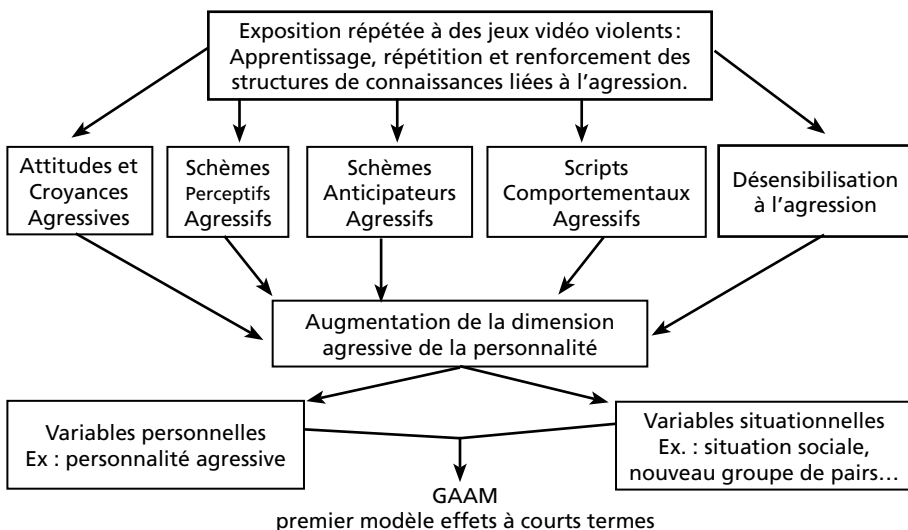 Exposition répétée à des jeux vidéo violents :
Apprentissage, répétition et renforcement des
structures de connaissances liées à l’agression.
Attitudes et
Croyances
Agressives
Schèmes
Perceptifs
Agressifs
Schèmes
Anticipateurs
Agressifs
Scripts
Comportementaux
Agressifs
Désensibilisation
à l’agression
Augmentation de la dimension
agressive de la personnalité
Variables personnelles
Ex : personnalité agressive
Variables situationnelles
Ex. : situation sociale,
nouveau groupe de pairs…
GAAM
premier modèle effets à courts termes